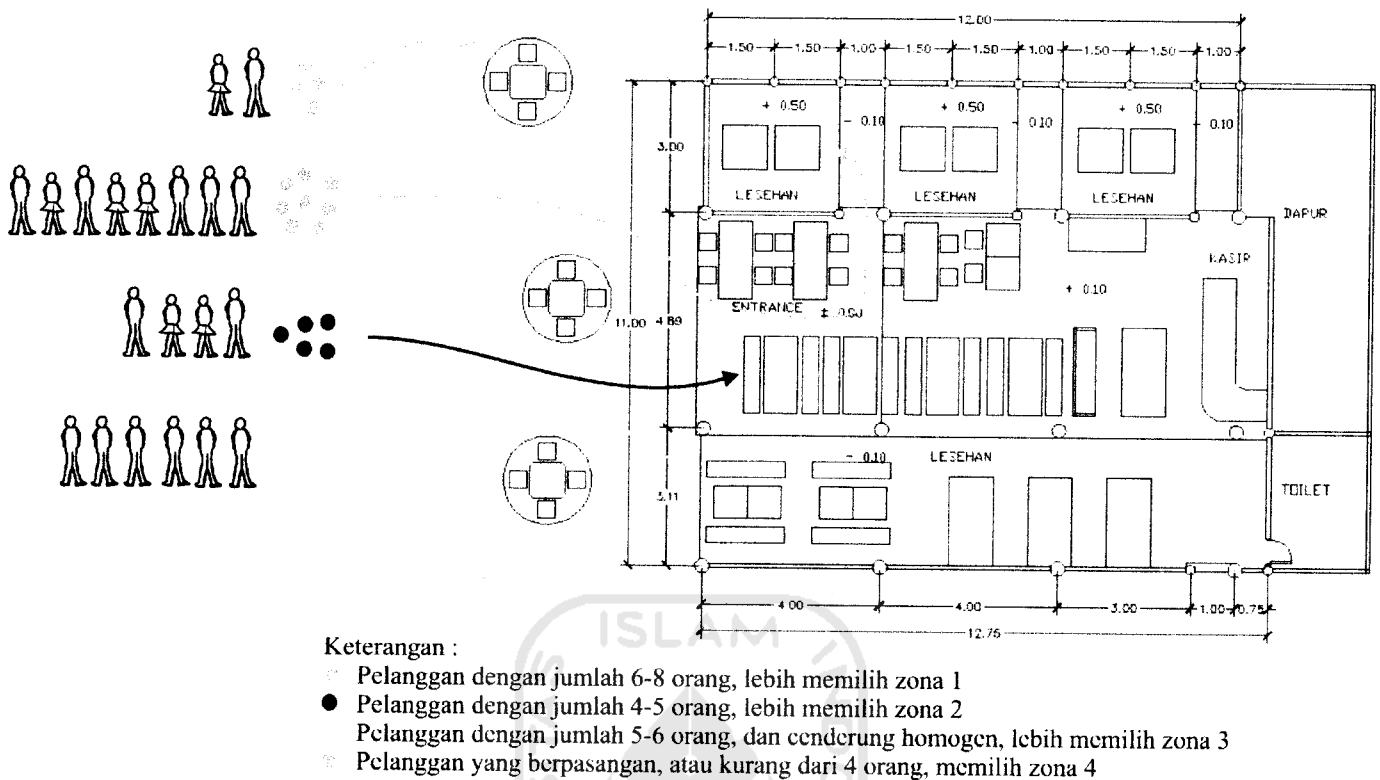 12.00
1.50 1.50 1.00 1.50 1.50 1.00 1.50 1.50 1.00
+ 0.50 - 0.10 + 0.50 - 0.10 + 0.50 - 0.10
3.00
LESEHAN LESEHAN LESEHAN
DAPUR
KASIR
+ 0.10
ENTRANCE
11.00 4.89
- 0.10 LESEHAN
3.11
TOILET
4.00 4.00 3.00 1.00 0.75
12.75
ISLAM
Keterangan :
Pelanggan dengan jumlah 6-8 orang, lebih memilih zona 1
Pelanggan dengan jumlah 4-5 orang, lebih memilih zona 2
Pelanggan dengan jumlah 5-6 orang, dan cenderung homogen, lebih memilih zona 3
Pelanggan yang berpasangan, atau kurang dari 4 orang, memilih zona 4